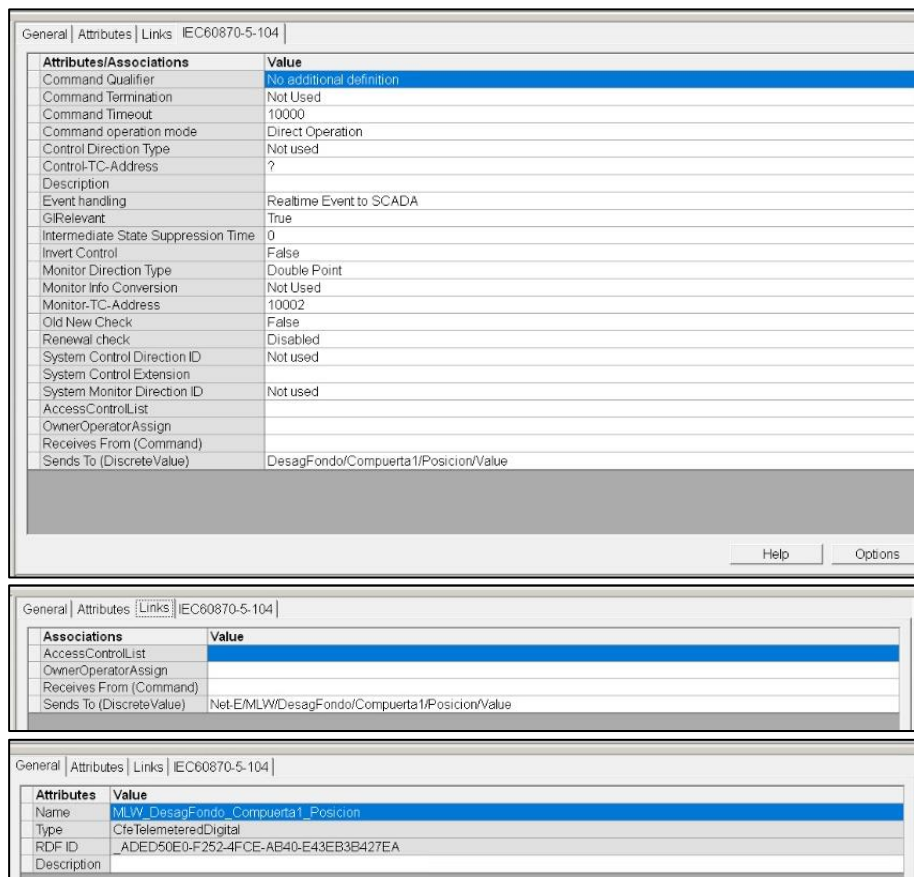 General | Attributes | Links | IEC60870-5-104
Attributes/Associations Value
Command Qualifier No additional definition
Command Termination Not Used
Command Timeout 10000
Command operation mode Direct Operation
Control Direction Type Not used
Control-TC-Address ?
Description
Event handling Realtime Event to SCADA
GIRelevant True
Intermediate State Suppression Time 0
Invert Control False
Monitor Direction Type Double Point
Monitor Info Conversion Not Used
Monitor-TC-Address 10002
Old New Check False
Renewal check Disabled
System Control Direction ID Not used
System Control Extension
System Monitor Direction ID Not used
AccessControlList
OwnerOperatorAssign
Receives From (Command)
Sends To (DiscreteValue) DesagFondo/Compuerta1/Posicion/Value
Help Options
General | Attributes | Links | IEC60870-5-104
Associations Value
AccessControlList
OwnerOperatorAssign
Receives From (Command)
Sends To (DiscreteValue) Net-E/MLW/DesagFondo/Compuerta1/Posicion/Value
General | Attributes | Links | IEC60870-5-104
Attributes Value
Name MLW_DesagFondo_Compuerta1_Posicion
Type CfeTelemeteredDigital
RDF ID _ADED50E0-F252-4FCE-AB40-E43EB3B427EA
Description